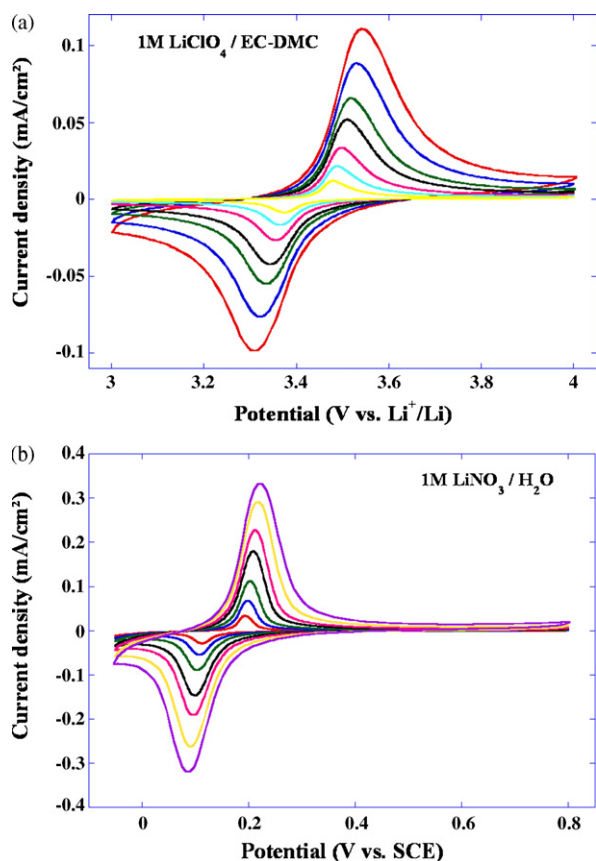 (a)
1M LiClO₄ / EC-DMC
Current density (mA/cm²)
0.1
0.05
0
-0.05
-0.1
3 3.2 3.4 3.6 3.8 4
Potential (V vs. Li⁺/Li)
(b)
1M LiNO₃ / H₂O
Current density (mA/cm²)
0.4
0.3
0.2
0.1
0.0
-0.1
-0.2
-0.3
-0.4
0 0.2 0.4 0.6 0.8
Potential (V vs. SCE)